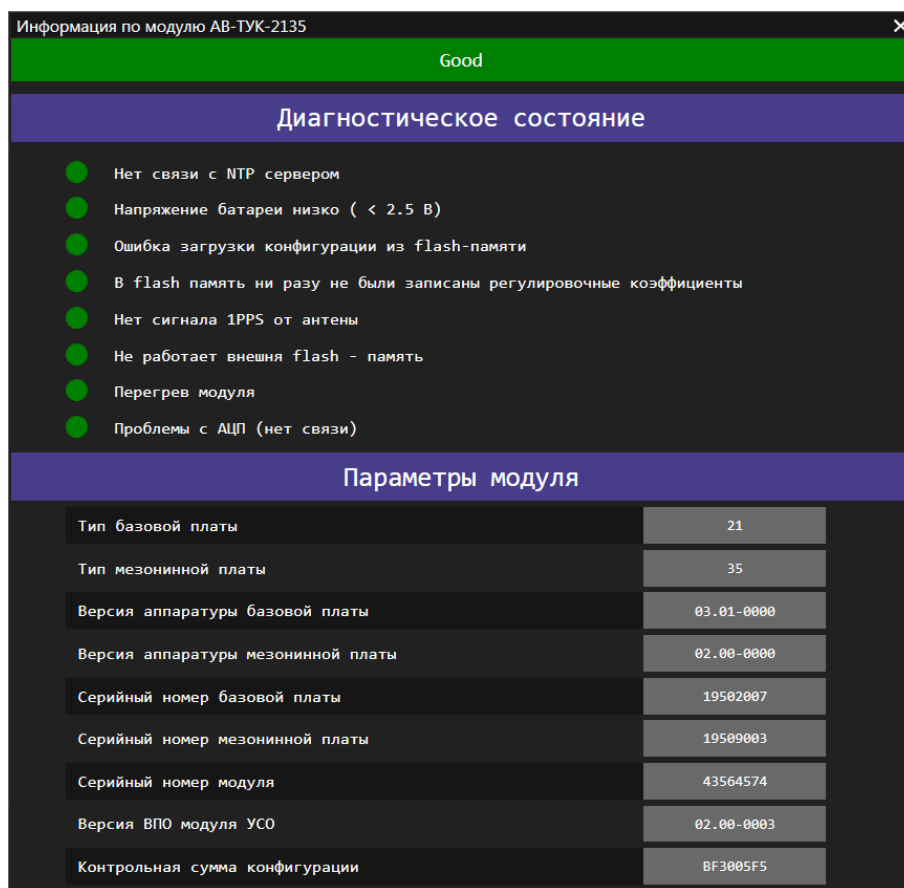 Информация по модулю АВ-ТУК-2135
Good
Диагностическое состояние
Нет связи с NTP сервером
Напряжение батареи низко ( < 2.5 В)
Ошибка загрузки конфигурации из flash-памяти
В flash память ни разу не были записаны регулировочные коэффициенты
Нет сигнала 1PPS от антены
Не работает внешня flash - память
Перегрев модуля
Проблемы с АЦП (нет связи)
Параметры модуля
Тип базовой платы 21
Тип мезонинной платы 35
Версия аппаратуры базовой платы 03.01-0000
Версия аппаратуры мезонинной платы 02.00-0000
Серийный номер базовой платы 19502007
Серийный номер мезонинной платы 19509003
Серийный номер модуля 43564574
Версия ВПО модуля УСО 02.00-0003
Контрольная сумма конфигурации BF3005F5